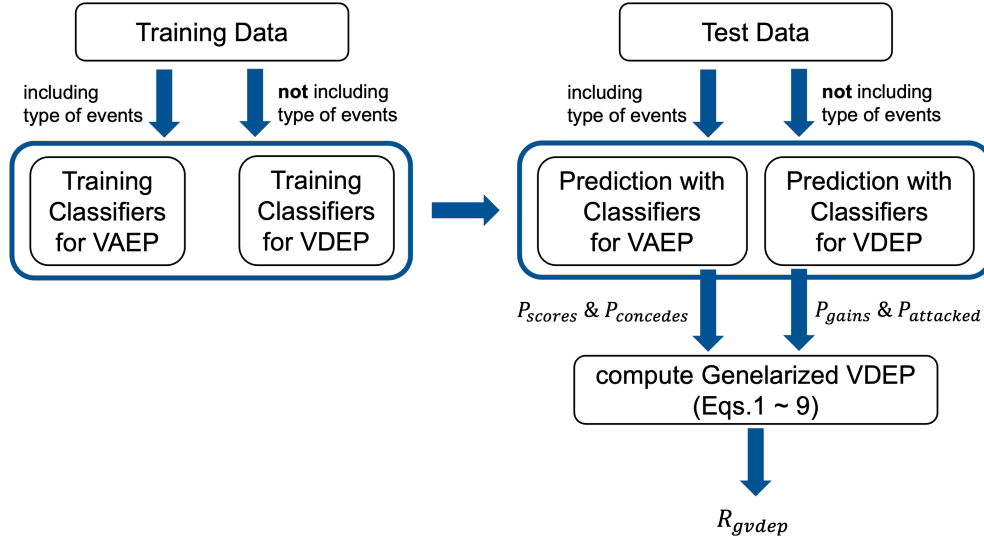 Training Data
Test Data
including
type of events
not including
type of events
including
type of events
not including
type of events
Training
Classifiers
for VAEP
Training
Classifiers
for VDEP
Prediction with
Classifiers
for VAEP
Prediction with
Classifiers
for VDEP
P_scores & P_concedes
P_gains & P_attacked
compute Genelarized VDEP
(Eqs.1 ~ 9)
R_gvdep